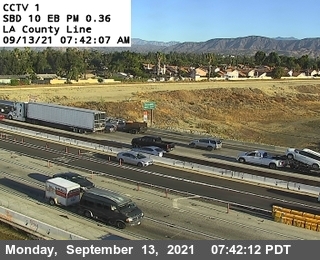 CCTV 1
SBD 10 EB PM 0.36
LA County Line
09/13/21 07:42:07 AM
Monday, September 13, 2021 07:42:12 PDT